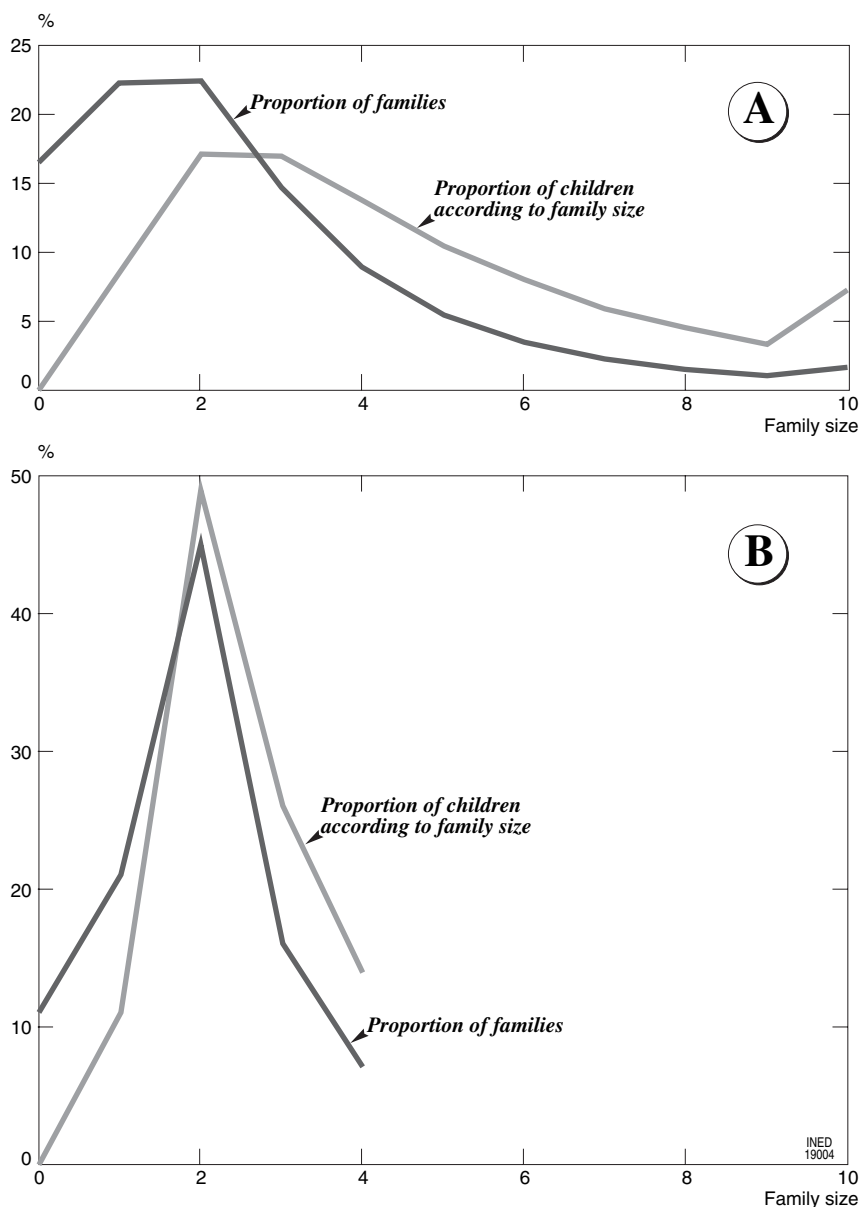 %
25
20
15
10
5
0
0 2 4 6 8 10
Family size
A
Proportion of families
Proportion of children
according to family size
%
50
40
30
20
10
0
0 2 4 6 8 10
Family size
B
Proportion of children
according to family size
Proportion of families
INED
19004